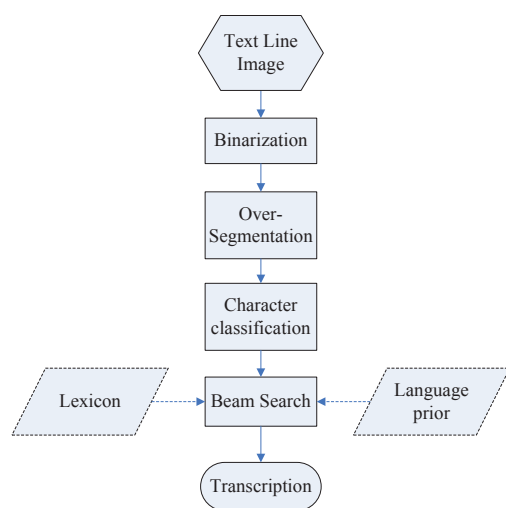 Text Line
Image
Binarization
Over-
Segmentation
Character
classification
Lexicon
Beam Search
Language
prior
Transcription